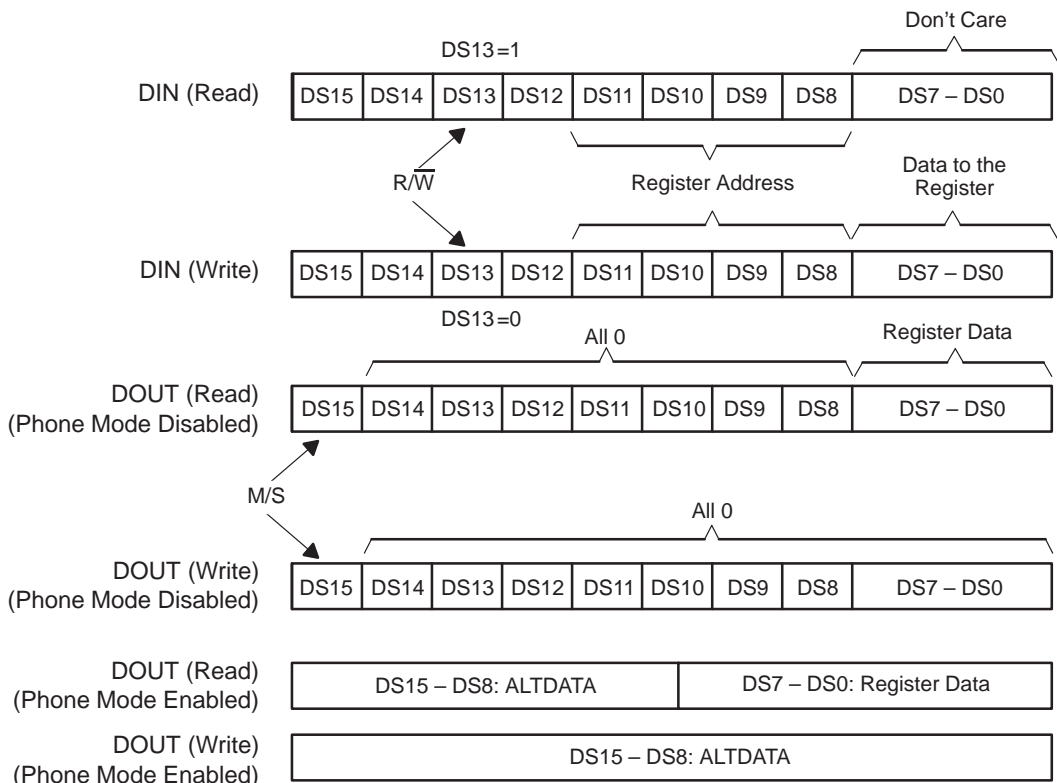 Don't Care
DS13=1
DIN (Read)
DS15 DS14 DS13 DS12 DS11 DS10 DS9 DS8 DS7 – DS0
R/W̅
Register Address
Data to the
Register
DIN (Write)
DS15 DS14 DS13 DS12 DS11 DS10 DS9 DS8 DS7 – DS0
DS13=0
All 0
Register Data
DOUT (Read)
(Phone Mode Disabled)
DS15 DS14 DS13 DS12 DS11 DS10 DS9 DS8 DS7 – DS0
M/S
All 0
DOUT (Write)
(Phone Mode Disabled)
DS15 DS14 DS13 DS12 DS11 DS10 DS9 DS8 DS7 – DS0
DOUT (Read)
(Phone Mode Enabled)
DS15 – DS8: ALTDATA DS7 – DS0: Register Data
DOUT (Write)
(Phone Mode Enabled)
DS15 – DS8: ALTDATA